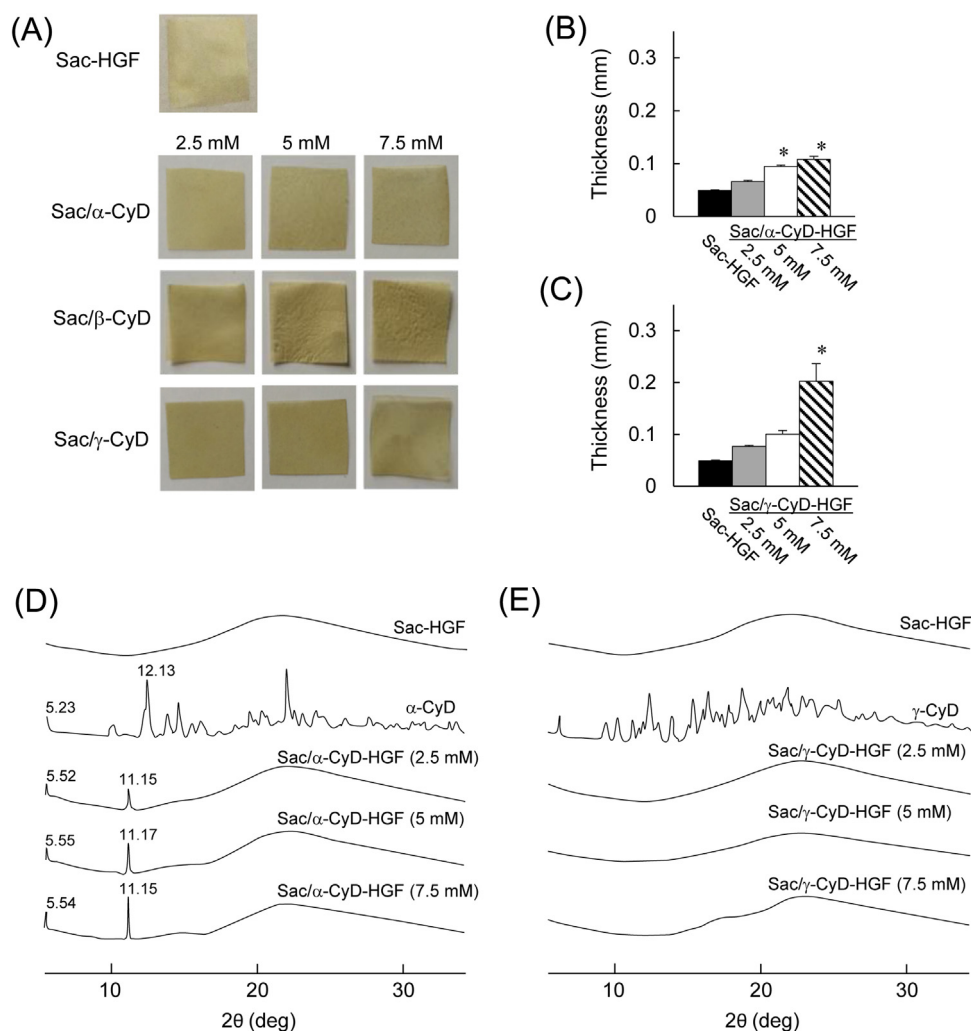 (A)
Sac-HGF
2.5 mM 5 mM 7.5 mM
Sac/α-CyD
Sac/β-CyD
Sac/γ-CyD
(B)
Thickness (mm)
0.3
0.2
0.1
0
* *
Sac/α-CyD-HGF
Sac-HGF
2.5 mM
5 mM
7.5 mM
(C)
Thickness (mm)
0.3
0.2
0.1
0
*
Sac/γ-CyD-HGF
Sac-HGF
2.5 mM
5 mM
7.5 mM
(D)
Sac-HGF
12.13
5.23
α-CyD
Sac/α-CyD-HGF (2.5 mM)
5.52
11.15
Sac/α-CyD-HGF (5 mM)
5.55
11.17
Sac/α-CyD-HGF (7.5 mM)
5.54
11.15
10 20 30
2θ (deg)
(E)
Sac-HGF
γ-CyD
Sac/γ-CyD-HGF (2.5 mM)
Sac/γ-CyD-HGF (5 mM)
Sac/γ-CyD-HGF (7.5 mM)
10 20 30
2θ (deg)